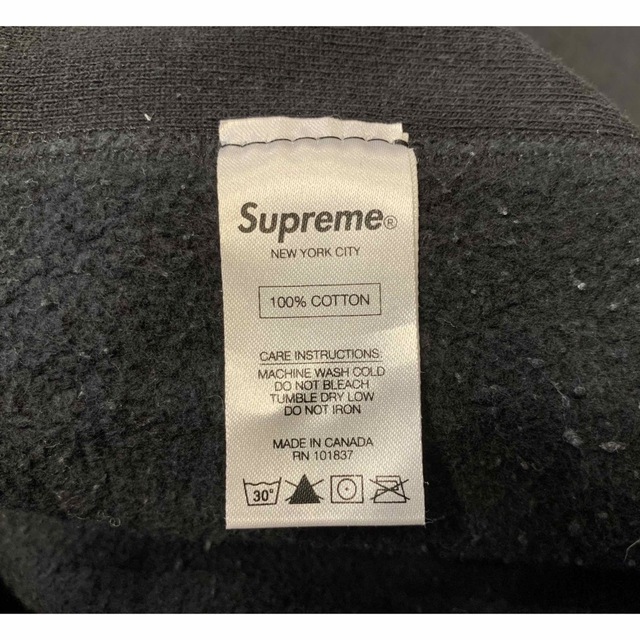 Supreme®
NEW YORK CITY
100% COTTON
CARE INSTRUCTIONS:
MACHINE WASH COLD
DO NOT BLEACH
TUMBLE DRY LOW
DO NOT IRON
MADE IN CANADA
RN 101837
30°